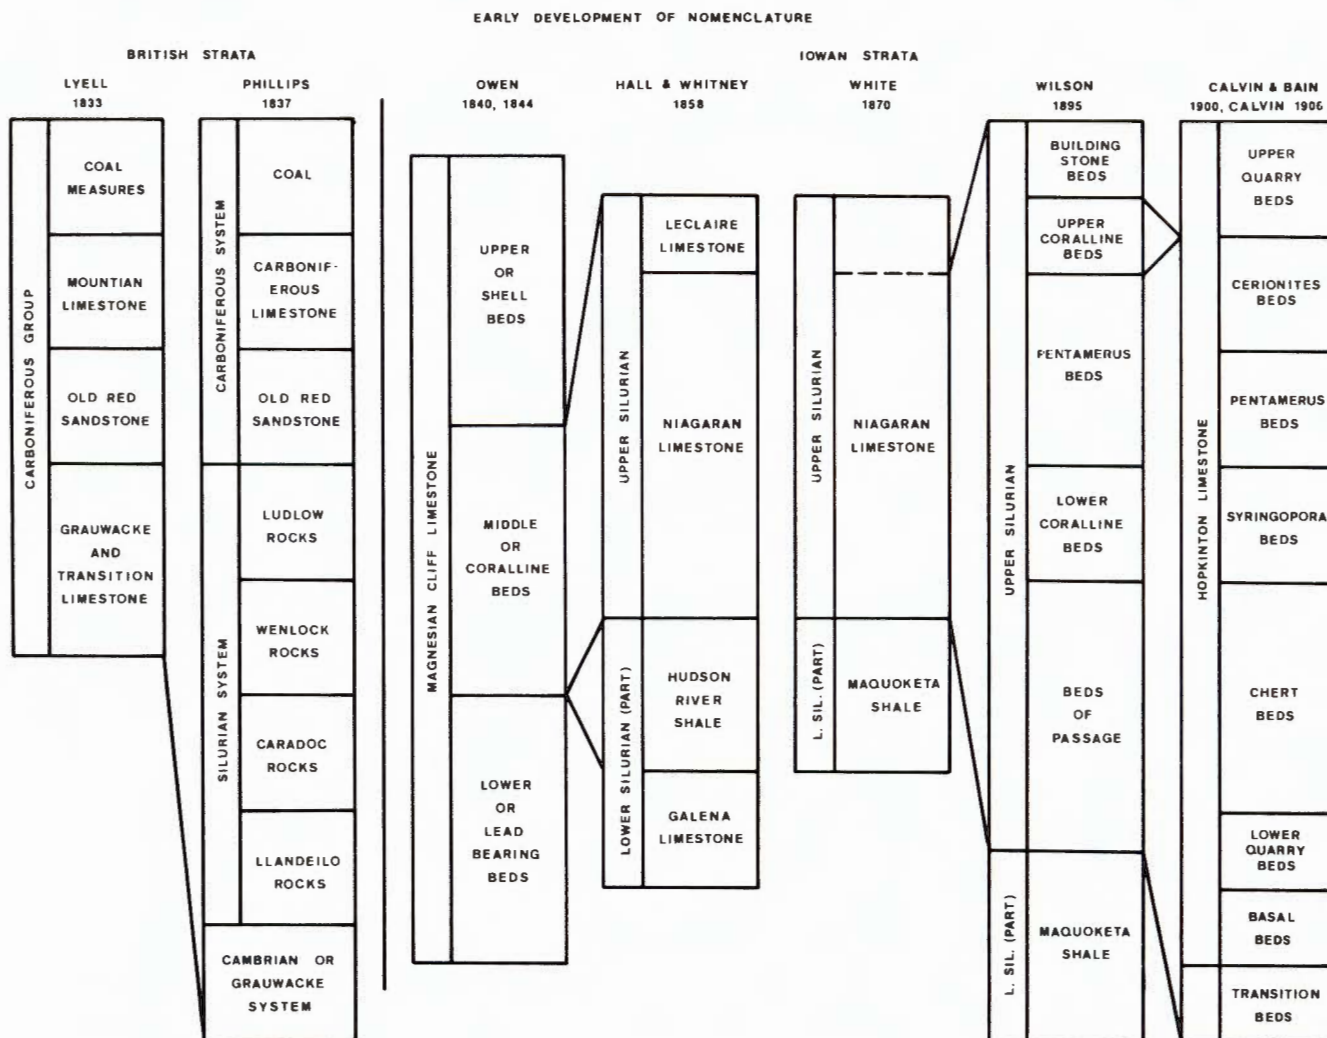 EARLY DEVELOPMENT OF NOMENCLATURE
BRITISH STRATA
LYELL
1833
CARBONIFEROUS GROUP
COAL
MEASURES
MOUNTIAN
LIMESTONE
OLD RED
SANDSTONE
GRAUWACKE
AND
TRANSITION
LIMESTONE
PHILLIPS
1837
CARBONIFEROUS SYSTEM
COAL
CARBONIF-
EROUS
LIMESTONE
OLD RED
SANDSTONE
SILURIAN SYSTEM
LUDLOW
ROCKS
WENLOCK
ROCKS
CARADOC
ROCKS
LLANDEILO
ROCKS
CAMBRIAN OR
GRAUWACKE
SYSTEM
IOWAN STRATA
OWEN
1840, 1844
MAGNESIAN CLIFF LIMESTONE
UPPER
OR
SHELL
BEDS
MIDDLE
OR
CORALLINE
BEDS
LOWER
OR
LEAD
BEARING
BEDS
HALL & WHITNEY
1858
UPPER SILURIAN
LECLAIRE
LIMESTONE
NIAGARAN
LIMESTONE
LOWER SILURIAN (PART)
HUDSON
RIVER
SHALE
GALENA
LIMESTONE
WHITE
1870
UPPER SILURIAN
NIAGARAN
LIMESTONE
L. SIL. (PART)
MAQUOKETA
SHALE
WILSON
1895
UPPER SILURIAN
BUILDING
STONE
BEDS
UPPER
CORALLINE
BEDS
PENTAMERUS
BEDS
LOWER
CORALLINE
BEDS
BEDS
OF
PASSAGE
L. SIL. (PART)
MAQUOKETA
SHALE
CALVIN & BAIN
1900, CALVIN 1906
HOPKINTON LIMESTONE
UPPER
QUARRY
BEDS
CERIONITES
BEDS
PENTAMERUS
BEDS
SYRINGOPORA
BEDS
CHERT
BEDS
LOWER
QUARRY
BEDS
BASAL
BEDS
TRANSITION
BEDS